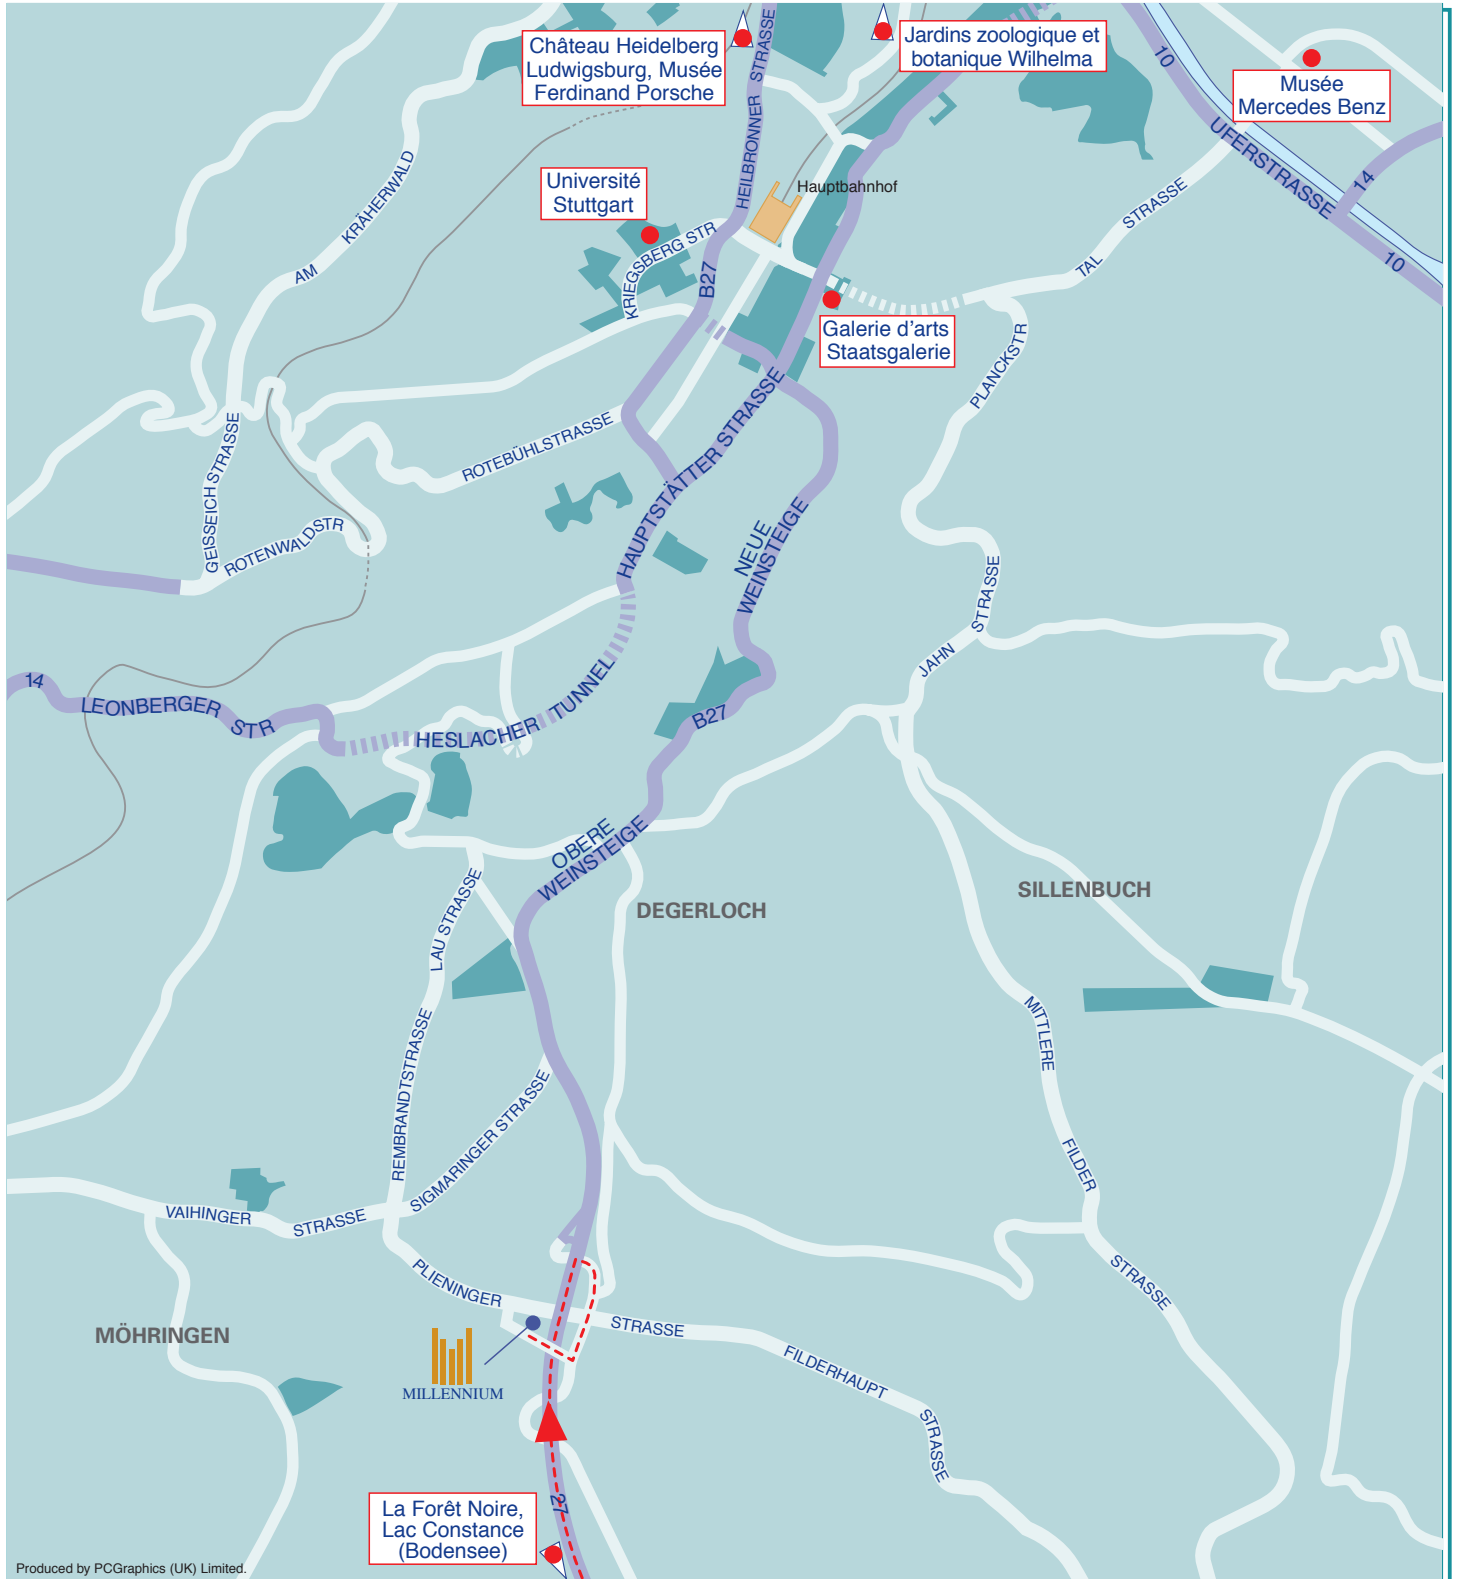 Château Heidelberg
Ludwigsburg, Musée
Ferdinand Porsche
HEILBRONNER STRASSE
Jardins zoologique et
botanique Wilhelma
10
Musée
Mercedes Benz
UFERSTRASSE
14
10
AM KRÄHERWALD
Université
Stuttgart
Hauptbahnhof
KRIEGSBERG STR
B27
TAL STRASSE
Galerie d'arts
Staatsgalerie
PLANCKSTR
GEISSEICH STRASSE
ROTEBÜHLSTRASSE
HAUPTSTÄTTER STRASSE
ROTENWALDSTR
NEUE
WEINSTEIGE
JAHN STRASSE
14
LEONBERGER STR
HESLACHER TUNNEL
B27
OBERE
WEINSTEIGE
DEGERLOCH
SILLENBUCH
LAU STRASSE
REMBRANDTSTRASSE
SIGMARINGER STRASSE
MITTLERE FILDER STRASSE
VAIHINGER STRASSE
PLIENINGER STRASSE
MÖHRINGEN
MILLENNIUM
FILDERHAUPT STRASSE
27
La Forêt Noire,
Lac Constance
(Bodensee)
Produced by PCGraphics (UK) Limited.